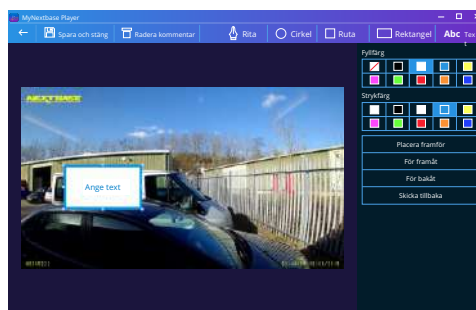 MyNextbase Player
Spara och stäng
Radera kommentar
Rita
Cirkel
Ruta
Rektangel
Abc Tex
t
Fyllfärg
Strykfärg
Placera framför
För framåt
För bakåt
Skicka tillbaka
NEXTBASE
Ange text